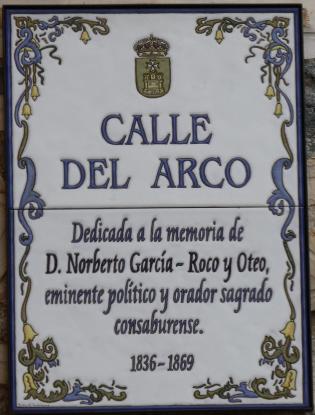 CALLE
DEL ARCO
Dedicada a la memoria de
D. Norberto García - Roco y Oteo,
eminente político y orador sagrado
consaburense.
1836-1869